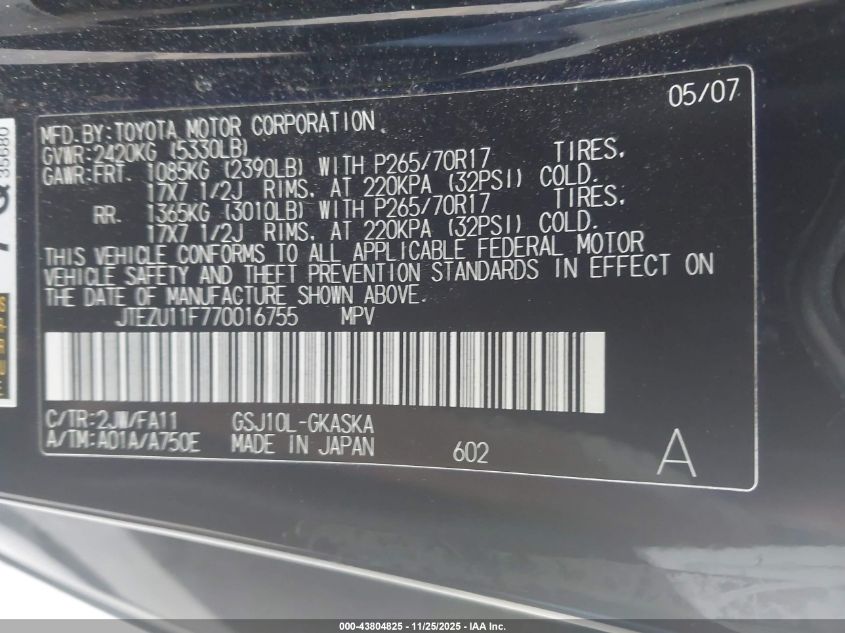 05/07
MFD. BY: TOYOTA MOTOR CORPORATION
GVWR: 2420KG (5330LB)
GAWR: FRT. 1085KG (2390LB) WITH P265/70R17 TIRES,
17X7 1/2J RIMS, AT 220KPA (32PSI) COLD.
RR. 1365KG (3010LB) WITH P265/70R17 TIRES,
17X7 1/2J RIMS, AT 220KPA (32PSI) COLD.
THIS VEHICLE CONFORMS TO ALL APPLICABLE FEDERAL MOTOR
VEHICLE SAFETY AND THEFT PREVENTION STANDARDS IN EFFECT ON
THE DATE OF MANUFACTURE SHOWN ABOVE.
JTEZU11F770016755 MPV
C/TR: 2JW/FA11 GSJ10L-GKASKA
A/TM: A01A/A750E MADE IN JAPAN 602 A
35680
000-43804825 - 11/25/2025 - IAA Inc.